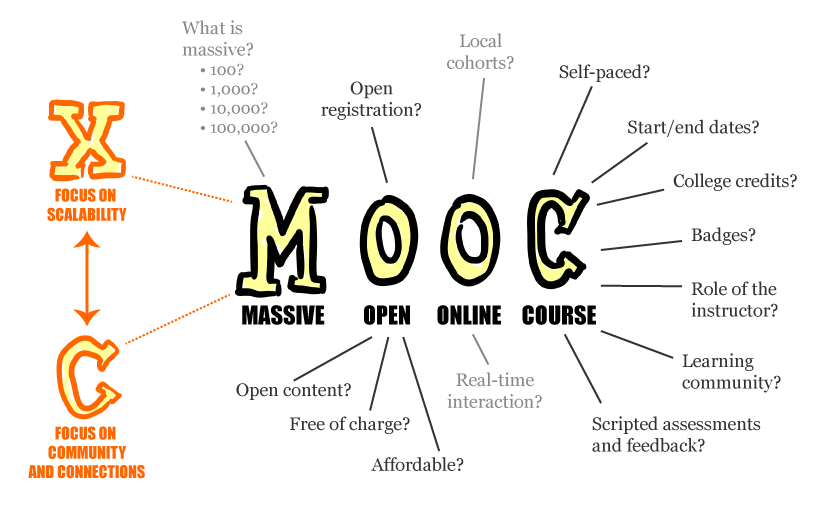 What is
massive?
• 100?
• 1,000?
• 10,000?
• 100,000?
Open
registration?
Local
cohorts?
Self-paced?
Start/end dates?
College credits?
Badges?
Role of the
instructor?
Learning
community?
Scripted assessments
and feedback?
X
FOCUS ON
SCALABILITY
C
FOCUS ON
COMMUNITY
AND CONNECTIONS
MOOC
MASSIVE OPEN ONLINE COURSE
Open content?
Free of charge?
Affordable?
Real-time
interaction?